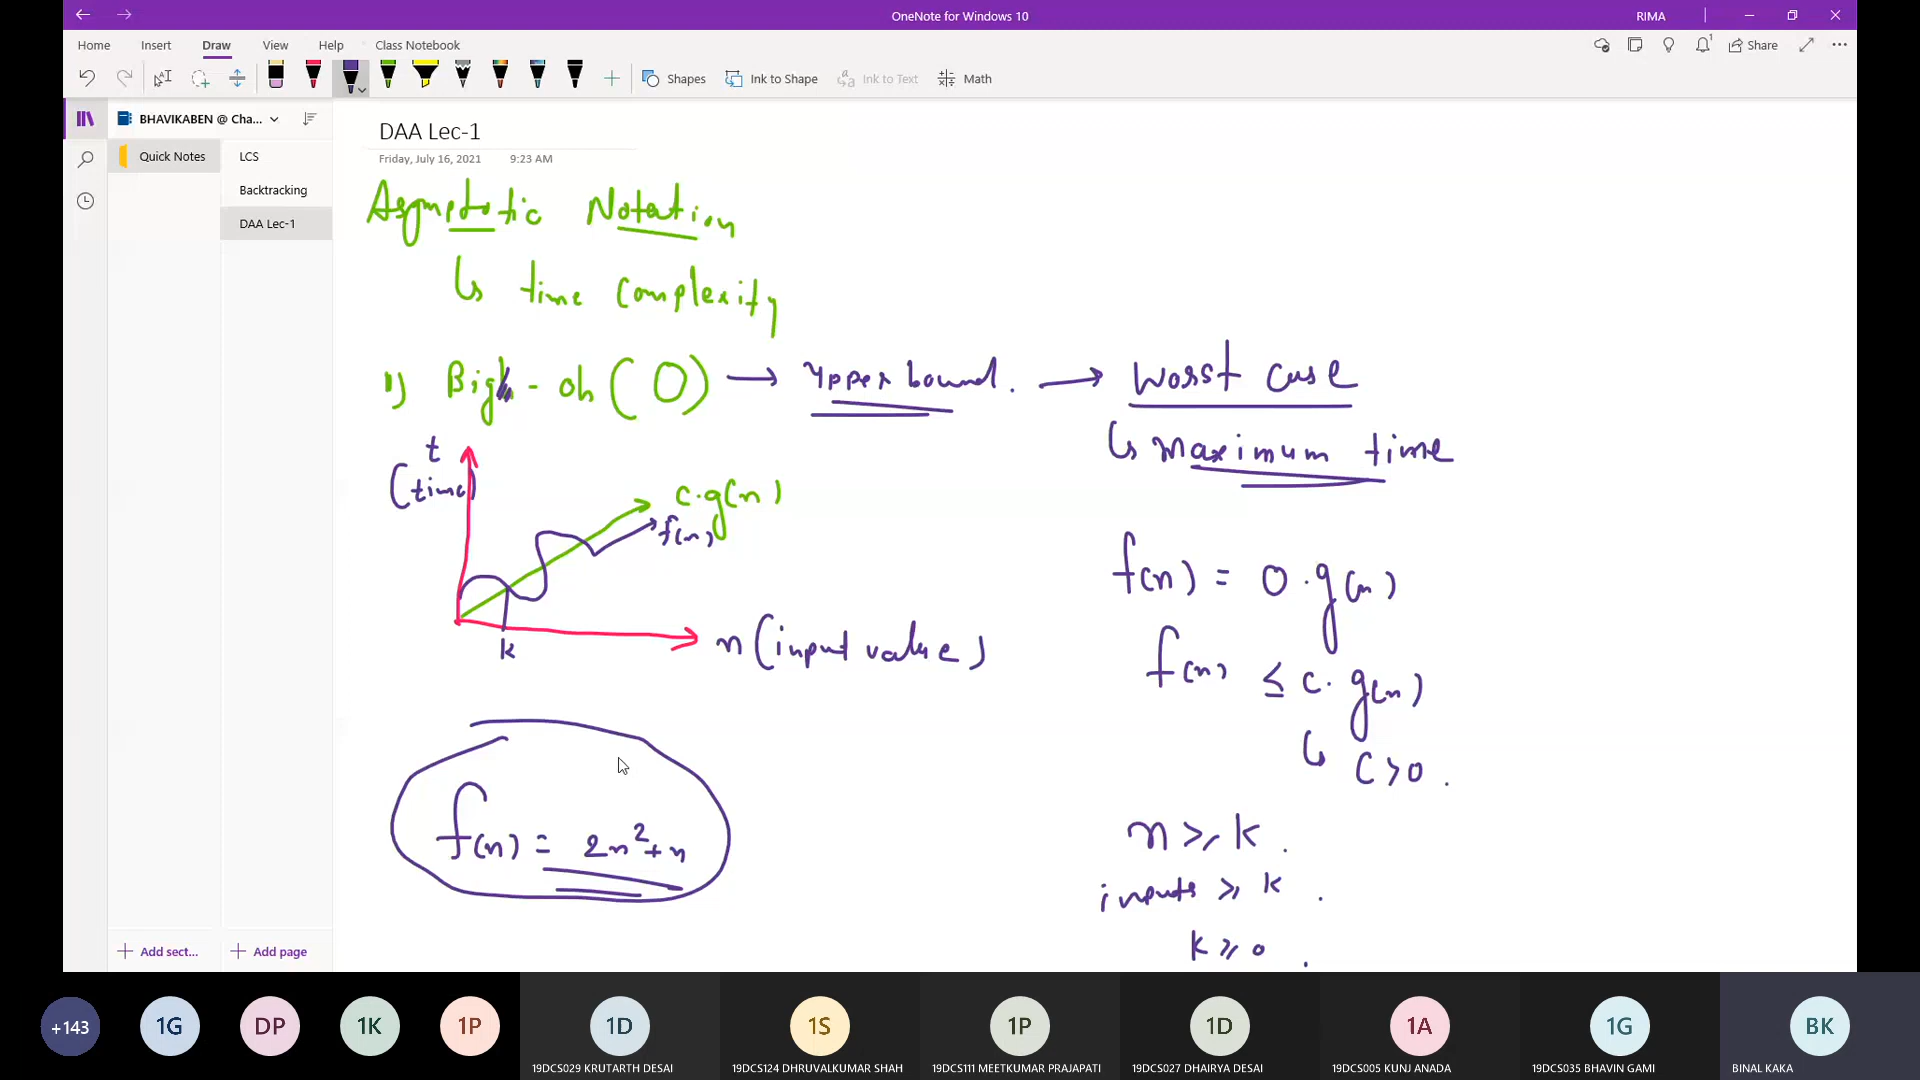 OneNote for Windows 10
RIMA
Home Insert Draw View Help Class Notebook
1
Share
Shapes Ink to Shape Ink to Text Math
BHAVIKABEN @ Cha...
Quick Notes
LCS
Backtracking
DAA Lec-1
Add sect...
Add page
DAA Lec-1
Friday, July 16, 2021 9:23 AM
Asymptotic Notation
↳ time complexity
1) Big - oh (O) → Upper bound. → Worst case
↳ Maximum time
t
(time)
c.g(n)
f(n)
k
n (input value)
f(n) = O.g(n)
f(n) ≤ c.g(n)
↳ C>0.
n ≥ k.
inputs ≥ k.
k ≥ 0.
f(n) = 2n²+n
+143 1G DP 1K 1P 1D 1S 1P 1D 1A 1G BK
19DCS029 KRUTARTH DESAI 19DCS124 DHRUVALKUMAR SHAH 19DCS111 MEETKUMAR PRAJAPATI 19DCS027 DHAIRYA DESAI 19DCS005 KUNJ ANADA 19DCS035 BHAVIN GAMI BINAL KAKA